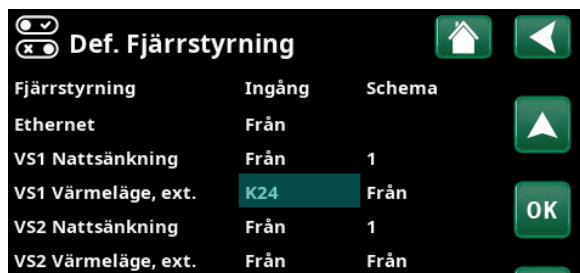 Def. Fjärrstyrning
Fjärrstyrning Ingång Schema
Ethernet Från
VS1 Nattsänkning Från 1
VS1 Värmeläge, ext. K24 Från
OK
VS2 Nattsänkning Från 1
VS2 Värmeläge, ext. Från Från